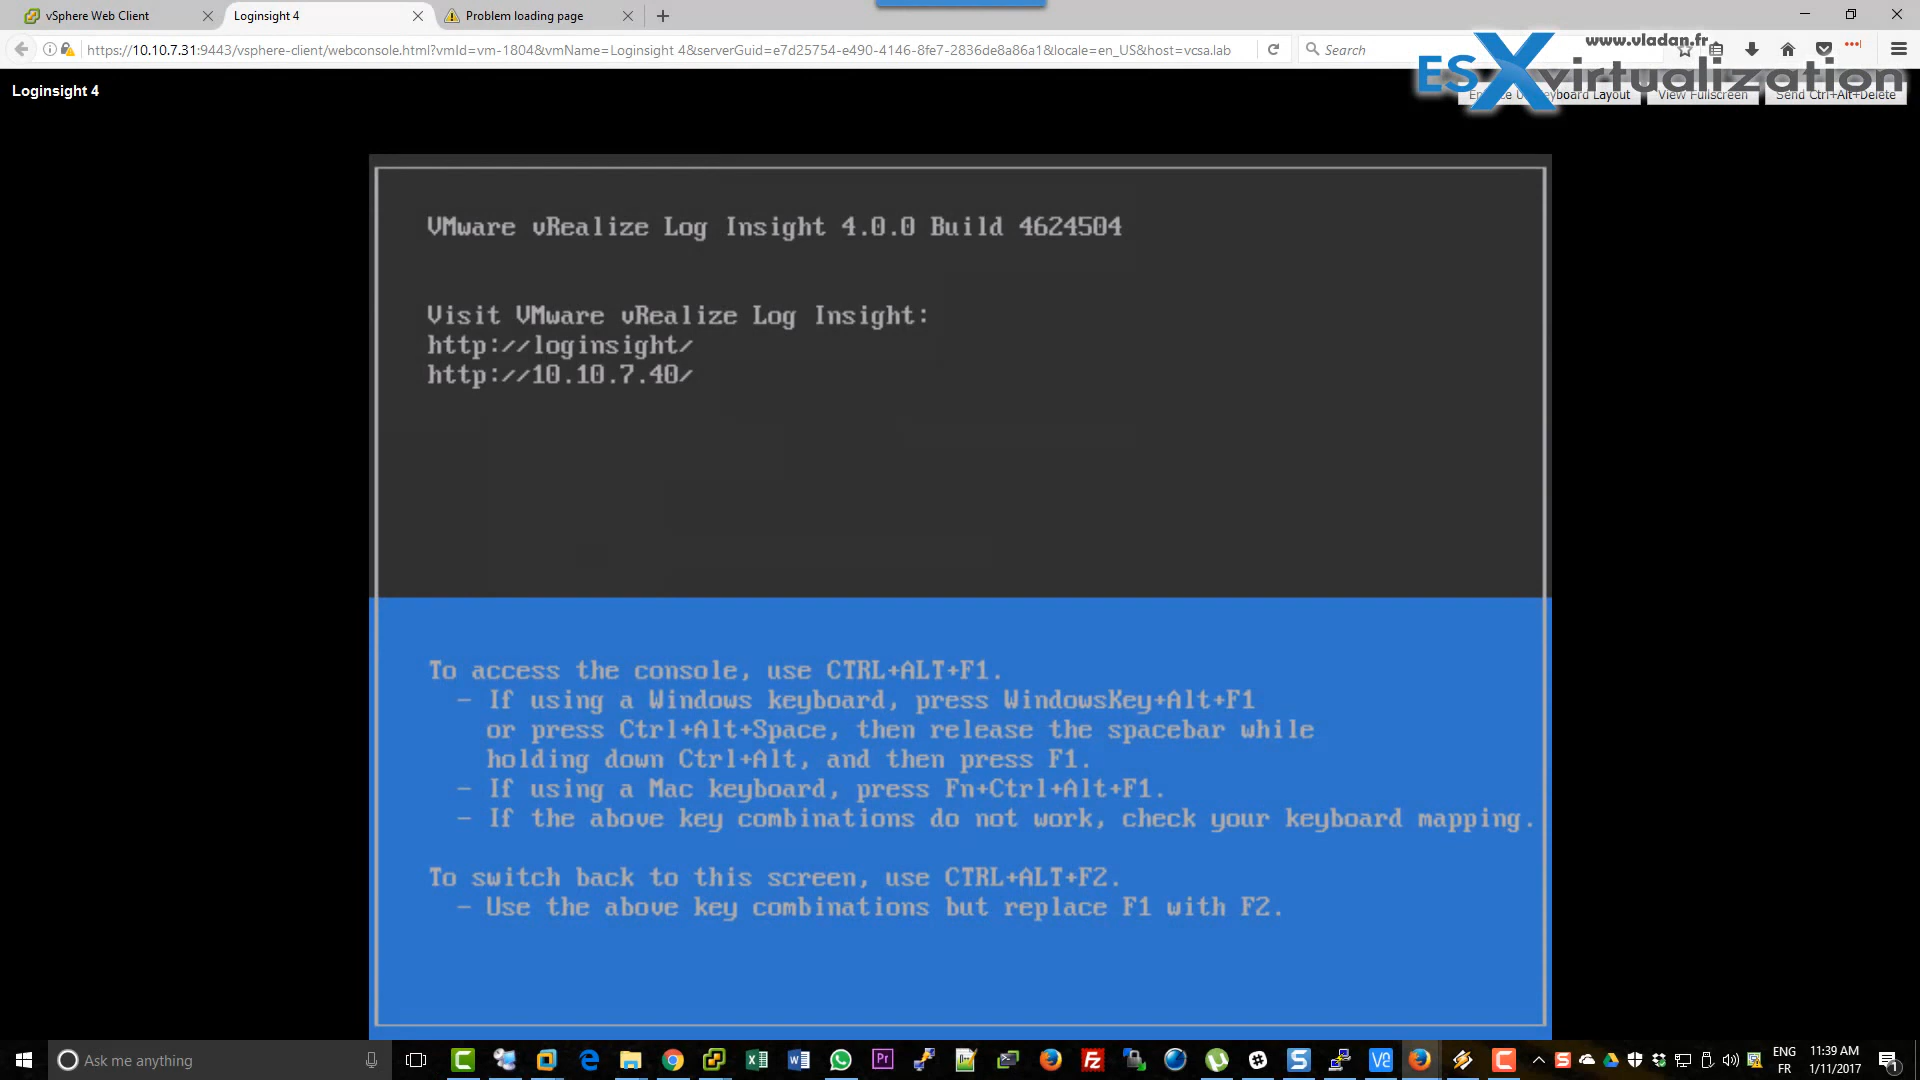 vSphere Web Client
Loginsight 4
Problem loading page
https://10.10.7.31:9443/vsphere-client/webconsole.html?vmId=vm-1804&vmName=Loginsight 4&serverGuid=e7d25754-e490-4146-8fe7-2836de8a86a1&locale=en_US&host=vcsa.lab
Search
www.vladan.fr
ESXvirtualization
Loginsight 4
Keyboard Layout
View Fullscreen
Send Ctrl+Alt+Delete
VMware vRealize Log Insight 4.0.0 Build 4624504
Visit VMware vRealize Log Insight:
http://loginsight/
http://10.10.7.40/
To access the console, use CTRL+ALT+F1.
- If using a Windows keyboard, press WindowsKey+Alt+F1
or press Ctrl+Alt+Space, then release the spacebar while
holding down Ctrl+Alt, and then press F1.
- If using a Mac keyboard, press Fn+Ctrl+Alt+F1.
- If the above key combinations do not work, check your keyboard mapping.
To switch back to this screen, use CTRL+ALT+F2.
- Use the above key combinations but replace F1 with F2.
Ask me anything
ENG
FR
11:39 AM
1/11/2017